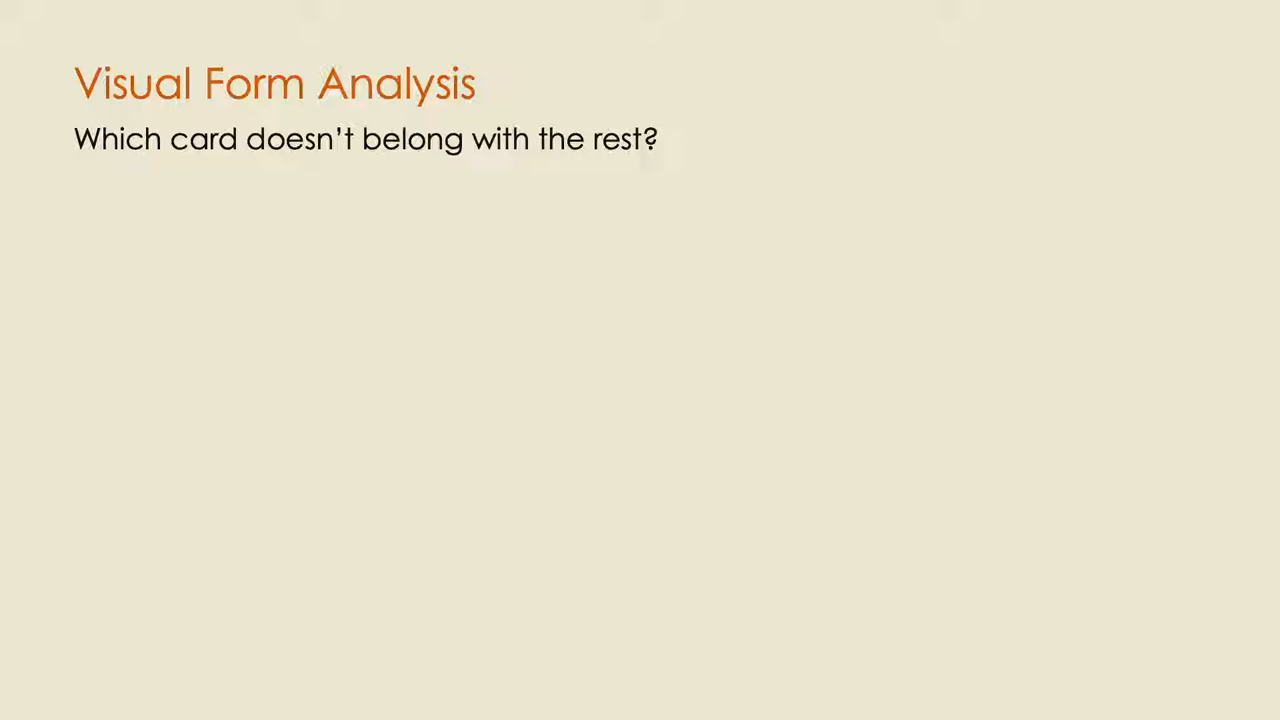 Visual Form Analysis
Which card doesn’t belong with the rest?